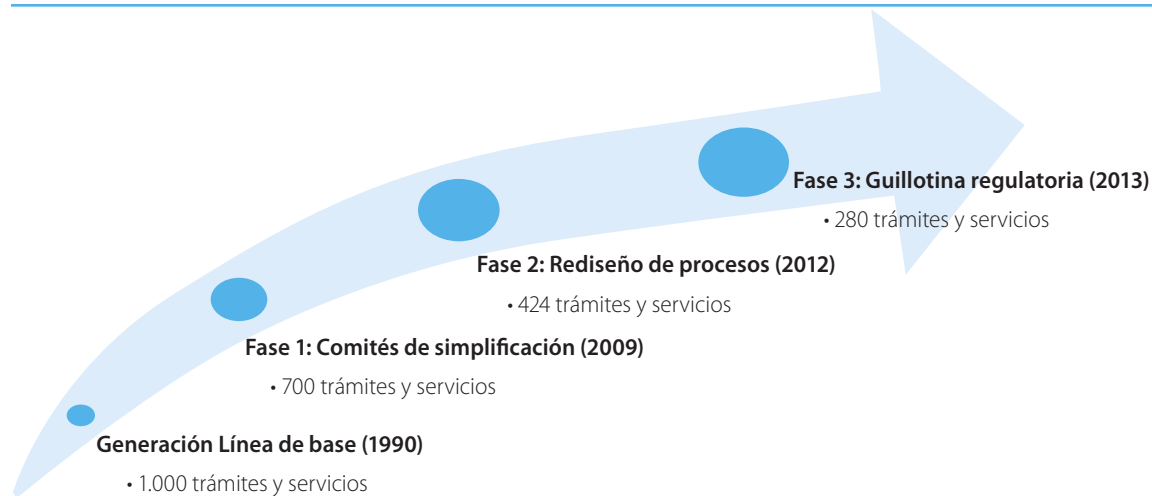 Fase 3: Guillotina regulatoria (2013)
• 280 trámites y servicios
Fase 2: Rediseño de procesos (2012)
• 424 trámites y servicios
Fase 1: Comités de simplificación (2009)
• 700 trámites y servicios
Generación Línea de base (1990)
• 1.000 trámites y servicios